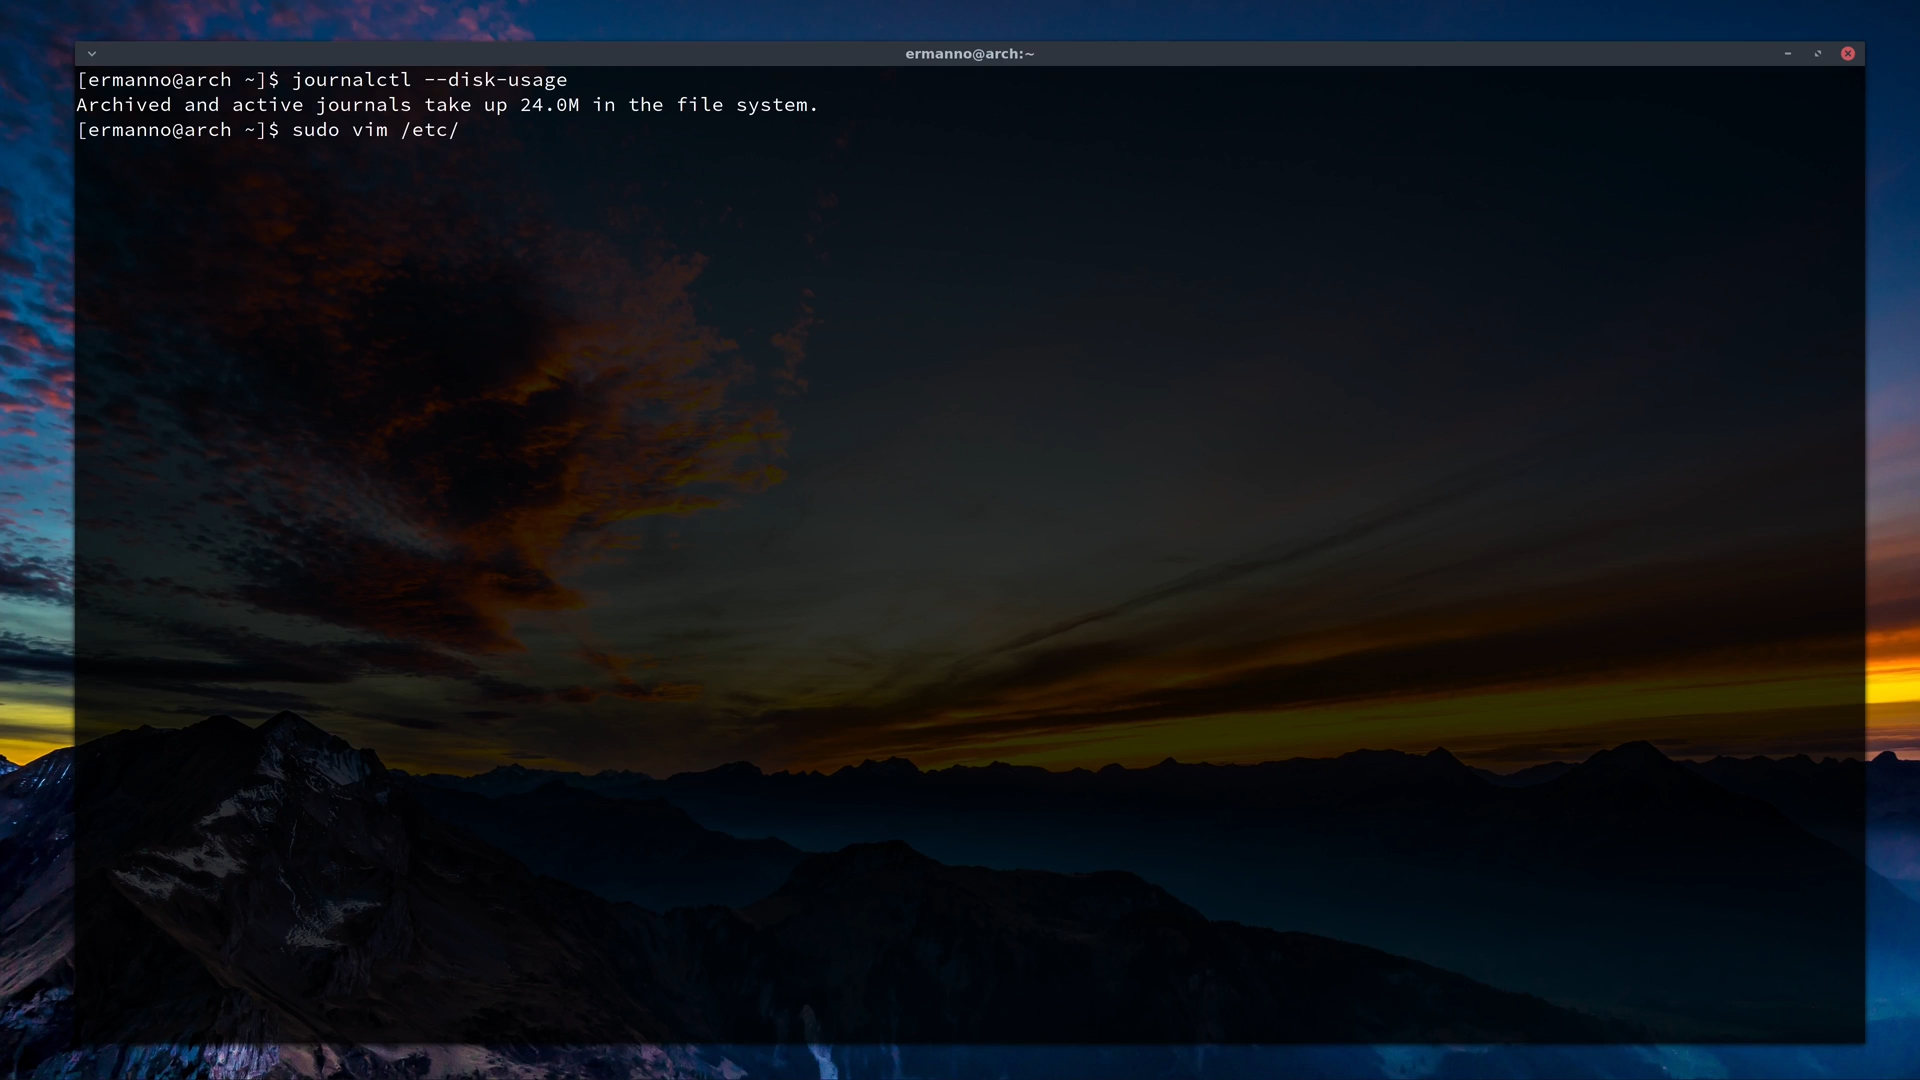 ermanno@arch:~
[ermanno@arch ~]$ journalctl --disk-usage
Archived and active journals take up 24.0M in the file system.
[ermanno@arch ~]$ sudo vim /etc/